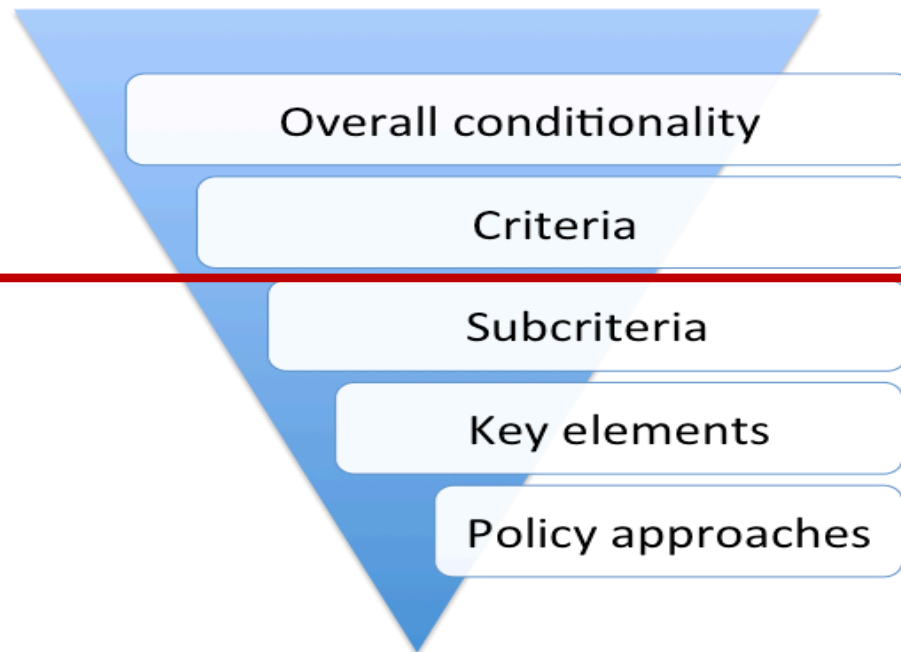 Overall conditionality
Criteria
Subcriteria
Key elements
Policy approaches